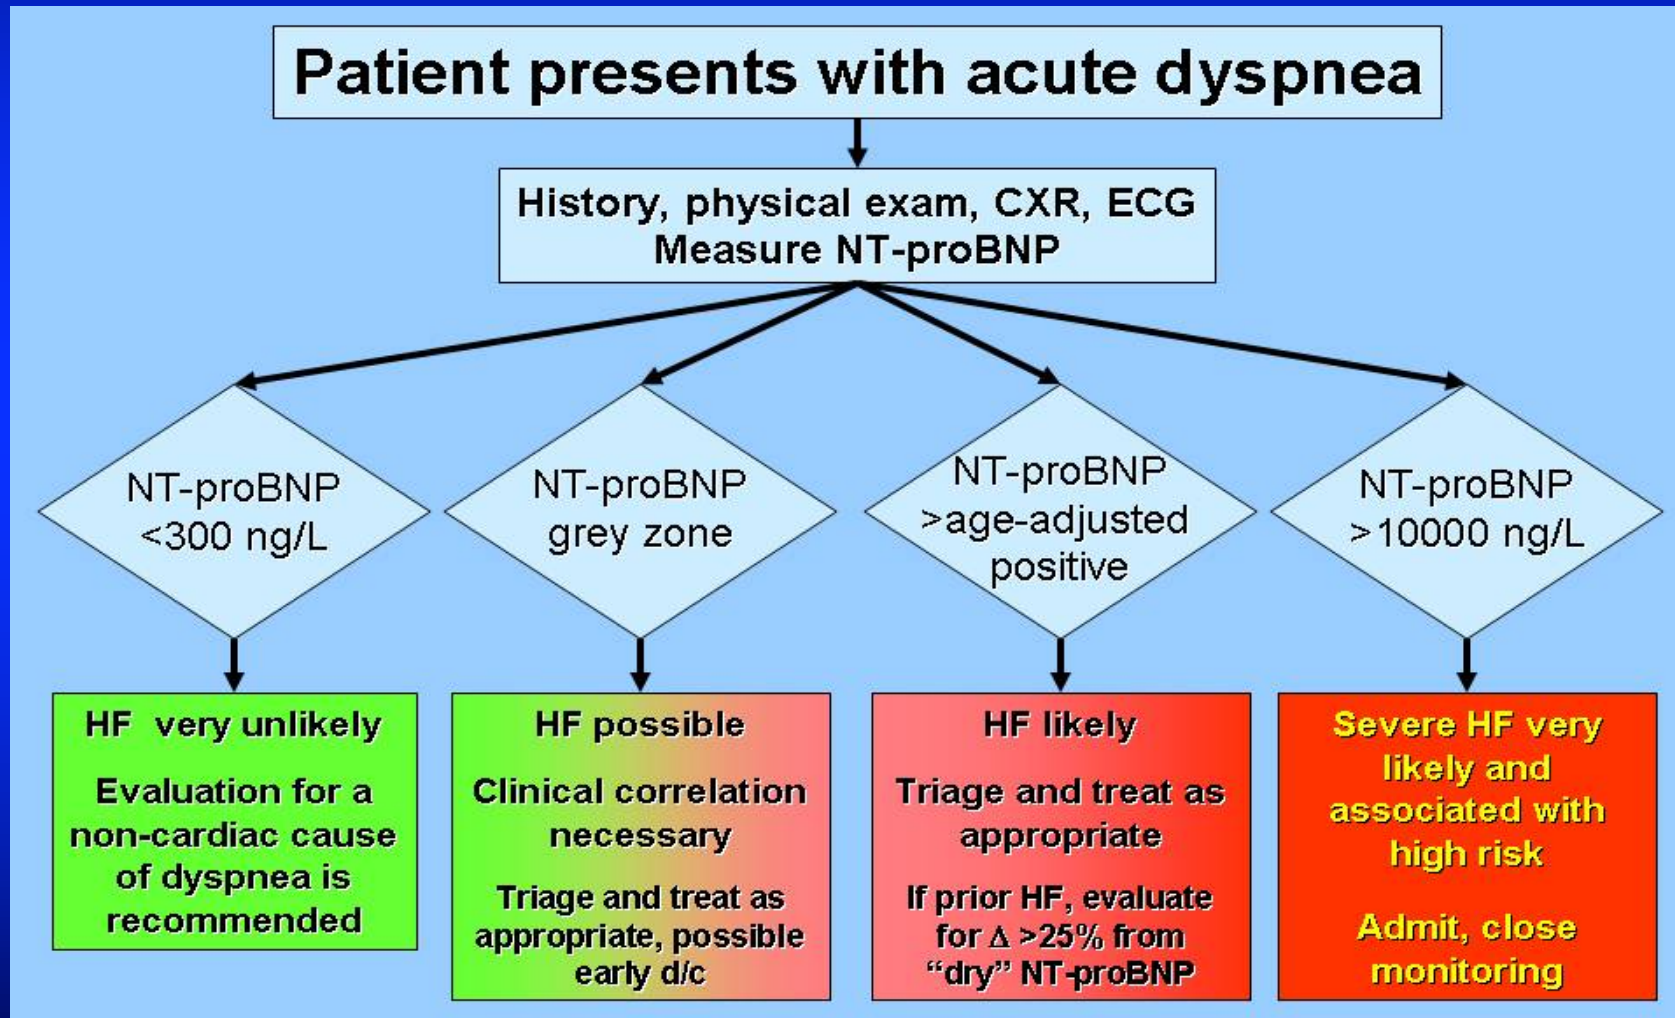 Patient presents with acute dyspnea
History, physical exam, CXR, ECG
Measure NT-proBNP
NT-proBNP
<300 ng/L
NT-proBNP
grey zone
NT-proBNP
>age-adjusted
positive
NT-proBNP
>10000 ng/L
HF very unlikely
Evaluation for a
non-cardiac cause
of dyspnea is
recommended
HF possible
Clinical correlation
necessary
Triage and treat as
appropriate, possible
early d/c
HF likely
Triage and treat as
appropriate
If prior HF, evaluate
for Δ >25% from
“dry” NT-proBNP
Severe HF very
likely and
associated with
high risk
Admit, close
monitoring